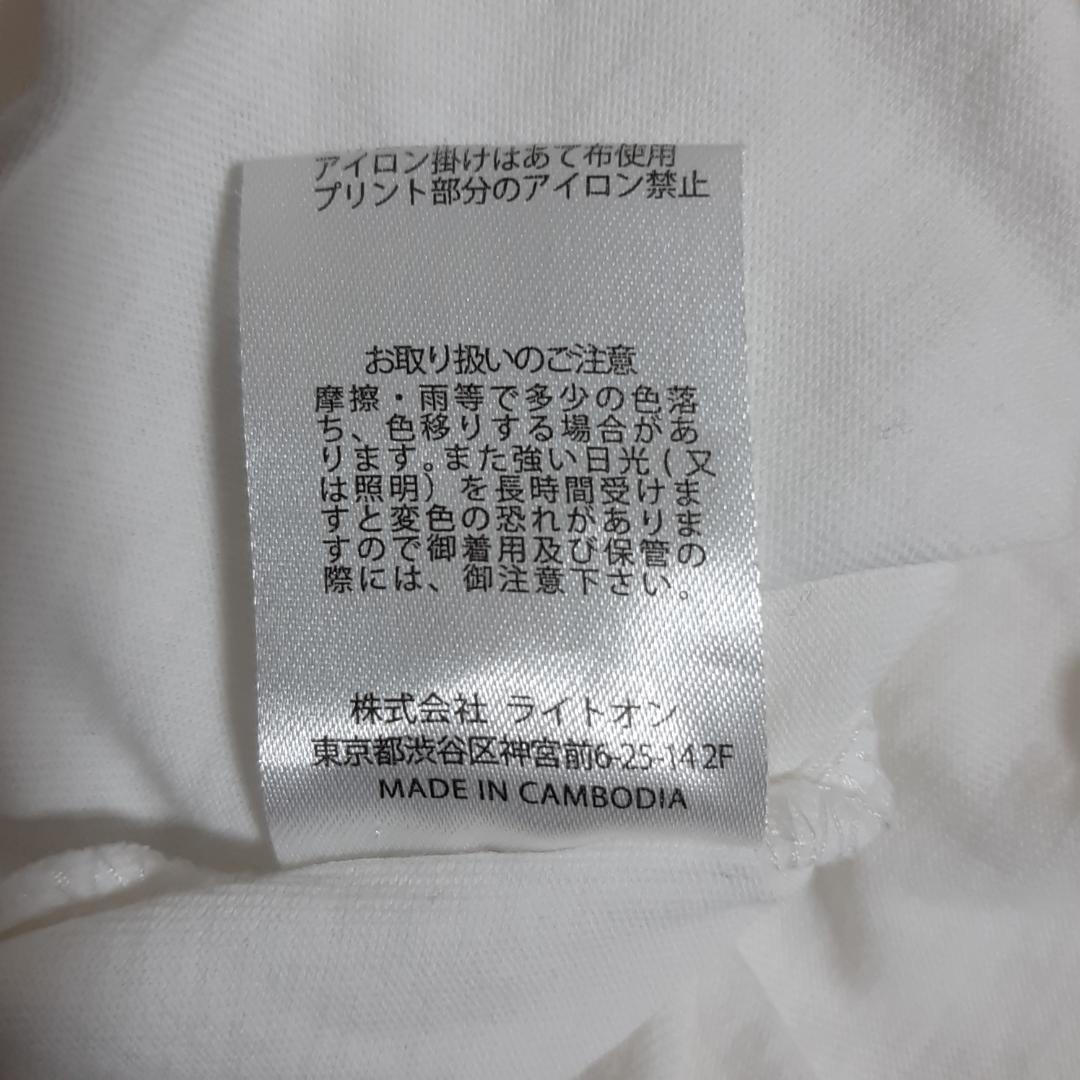 アイロン掛けはあて布使用
プリント部分のアイロン禁止
お取り扱いのご注意
摩擦・雨等で多少の色落
ち、色移りする場合があ
ります。また強い日光(又
は照明)を長時間受けま
すと変色の恐れがありま
すので御着用及び保管の
際には、御注意下さい。
株式会社 ライトオン
東京都渋谷区神宮前6-25-14 2F
MADE IN CAMBODIA